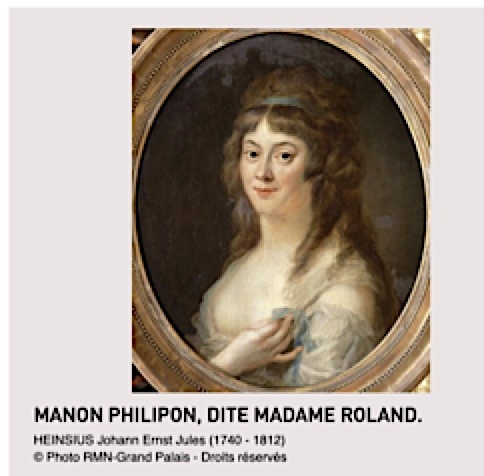 MANON PHILIPON, DITE MADAME ROLAND.
HEINSIUS Johann Ernst Jules (1740 - 1812)
© Photo RMN-Grand Palais - Droits réservés